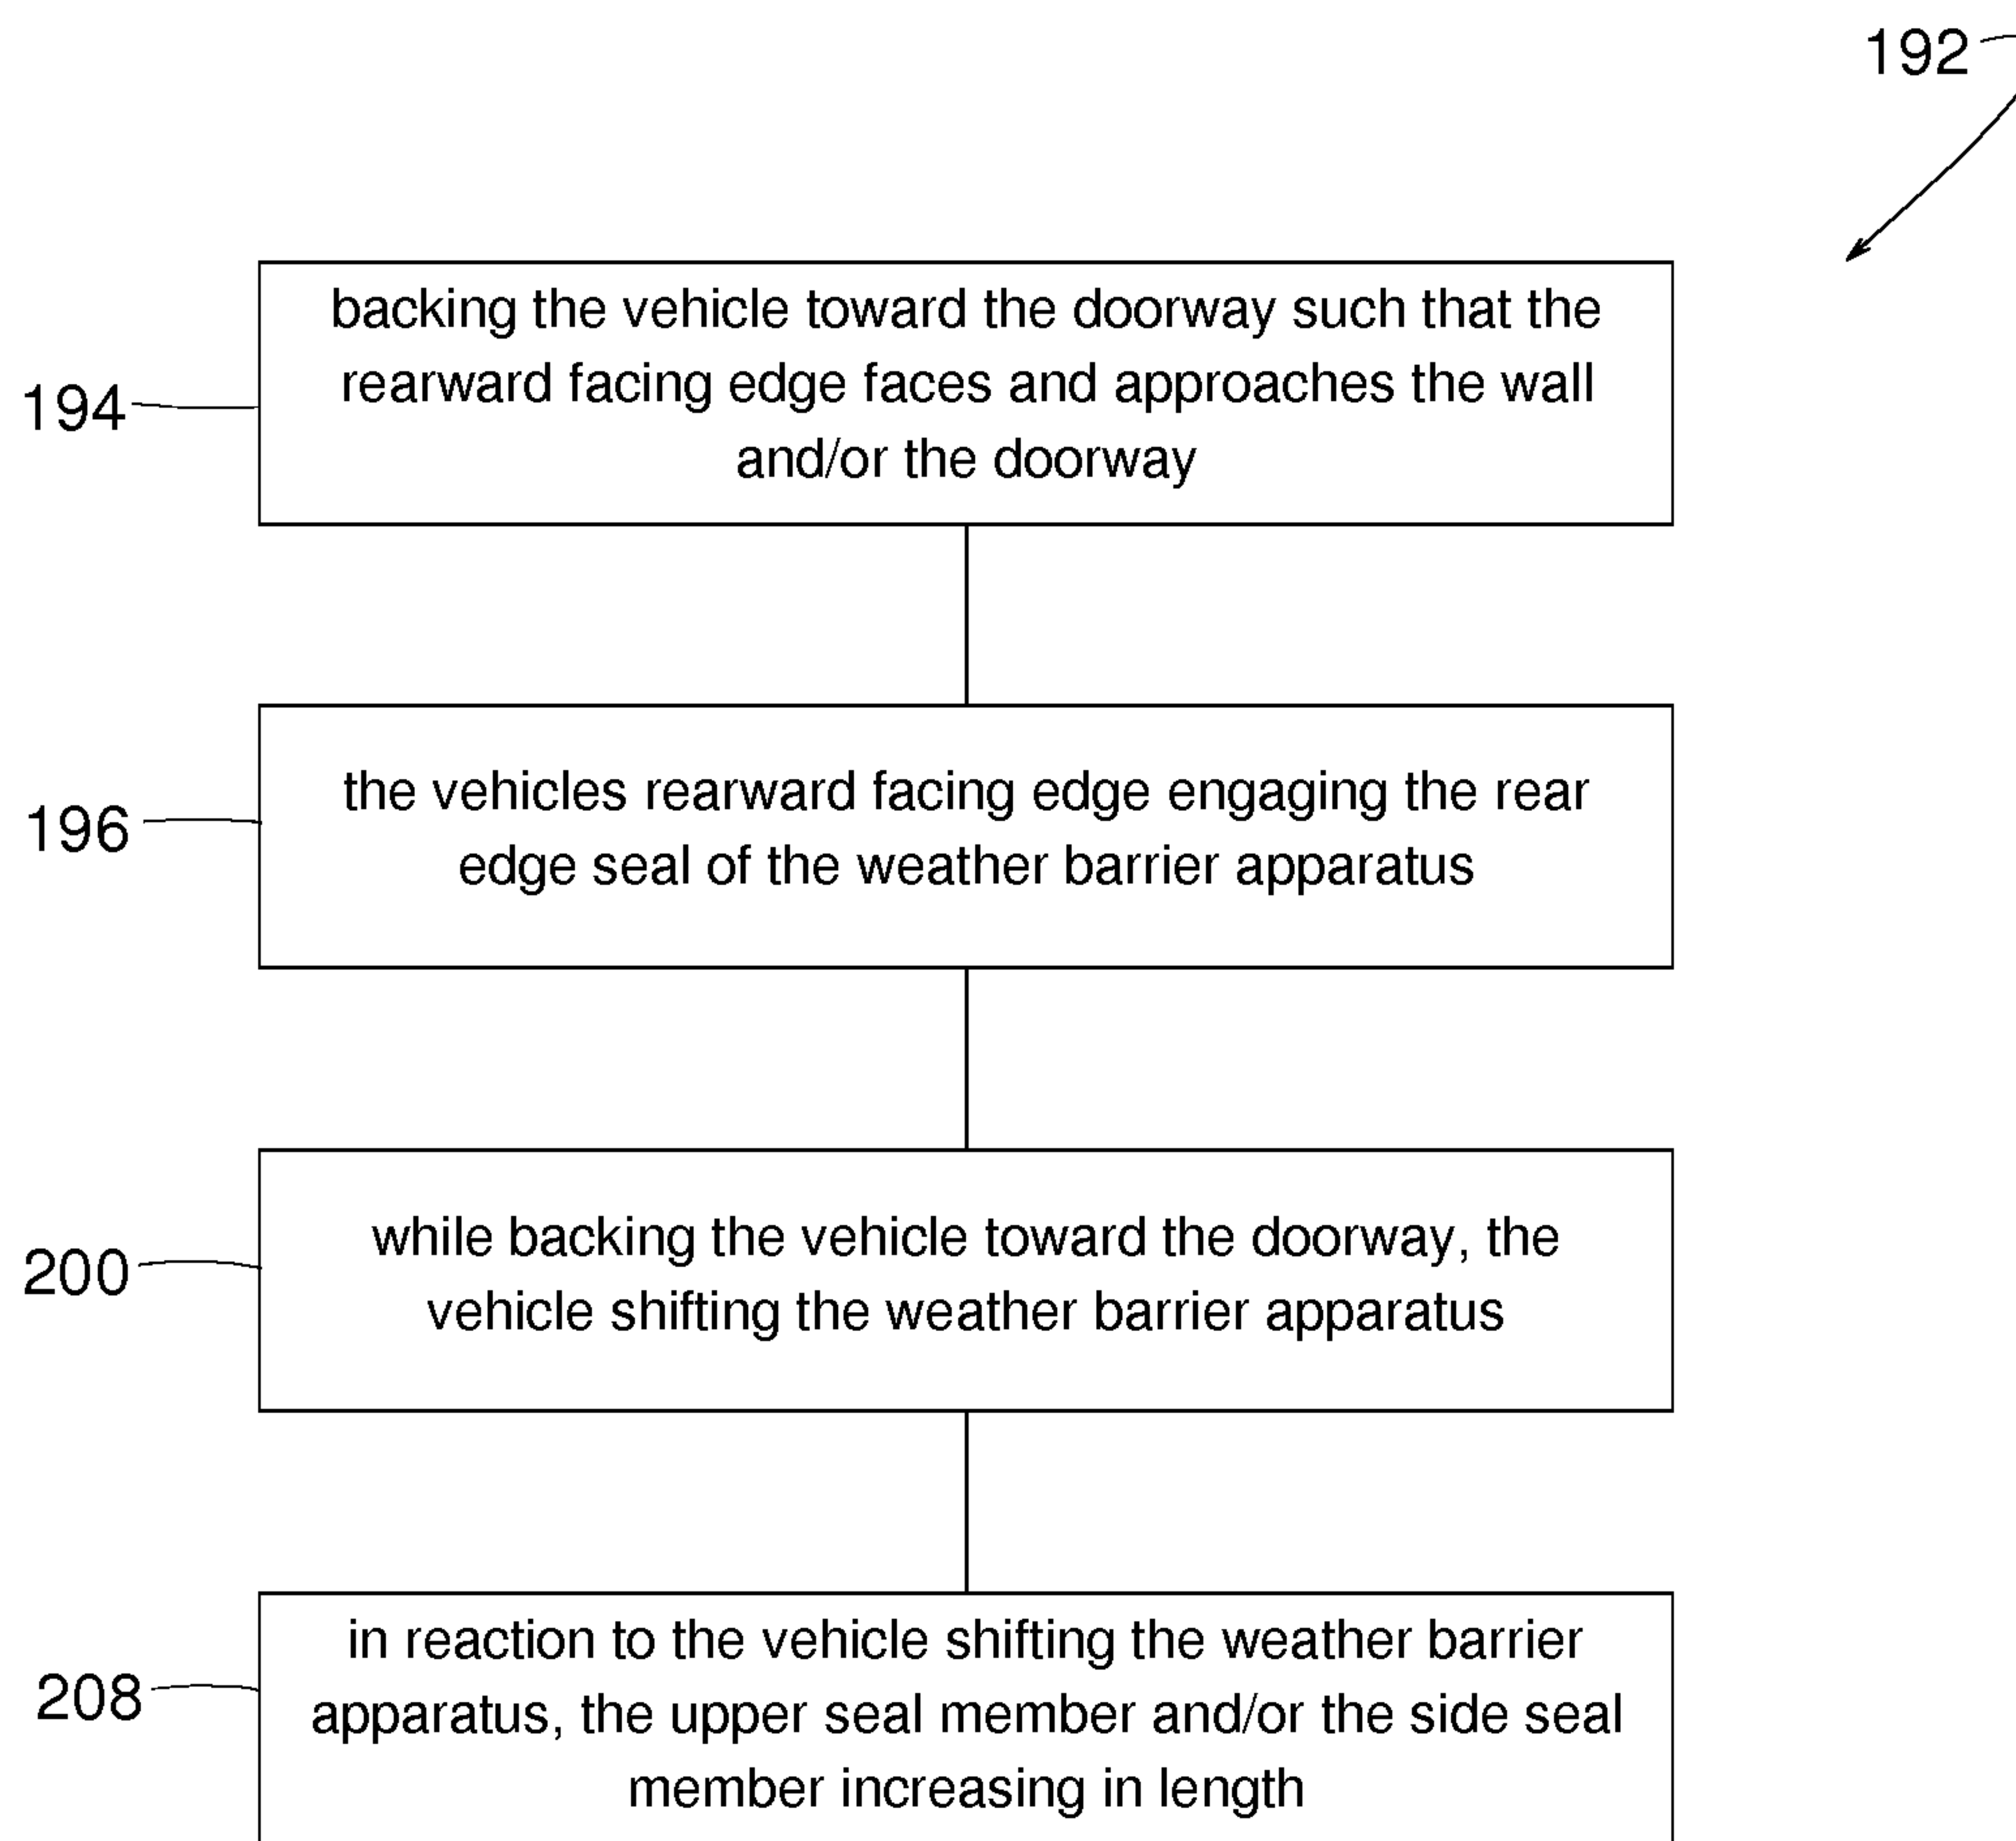 192
backing the vehicle toward the doorway such that the
rearward facing edge faces and approaches the wall
and/or the doorway
194
the vehicles rearward facing edge engaging the rear
edge seal of the weather barrier apparatus
196
while backing the vehicle toward the doorway, the
vehicle shifting the weather barrier apparatus
200
in reaction to the vehicle shifting the weather barrier
apparatus, the upper seal member and/or the side seal
member increasing in length
208